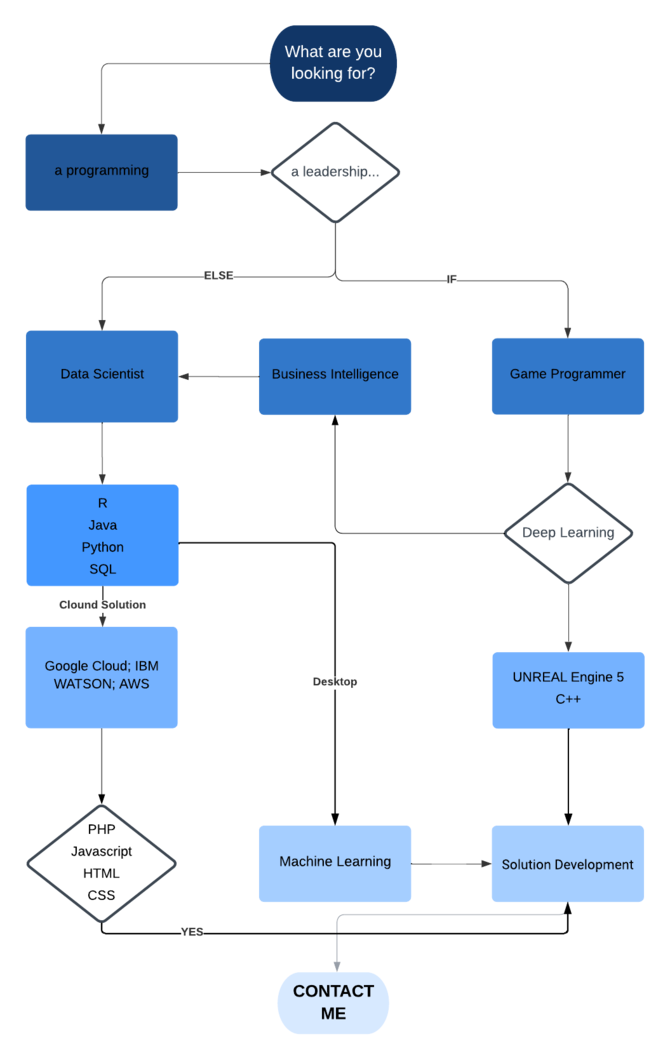 What are you
looking for?
a programming
a leadership...
ELSE
IF
Data Scientist
Business Intelligence
Game Programmer
R
Java
Python
SQL
Deep Learning
Clound Solution
Google Cloud; IBM
WATSON; AWS
Desktop
UNREAL Engine 5
C++
PHP
Javascript
HTML
CSS
Machine Learning
Solution Development
YES
CONTACT
ME